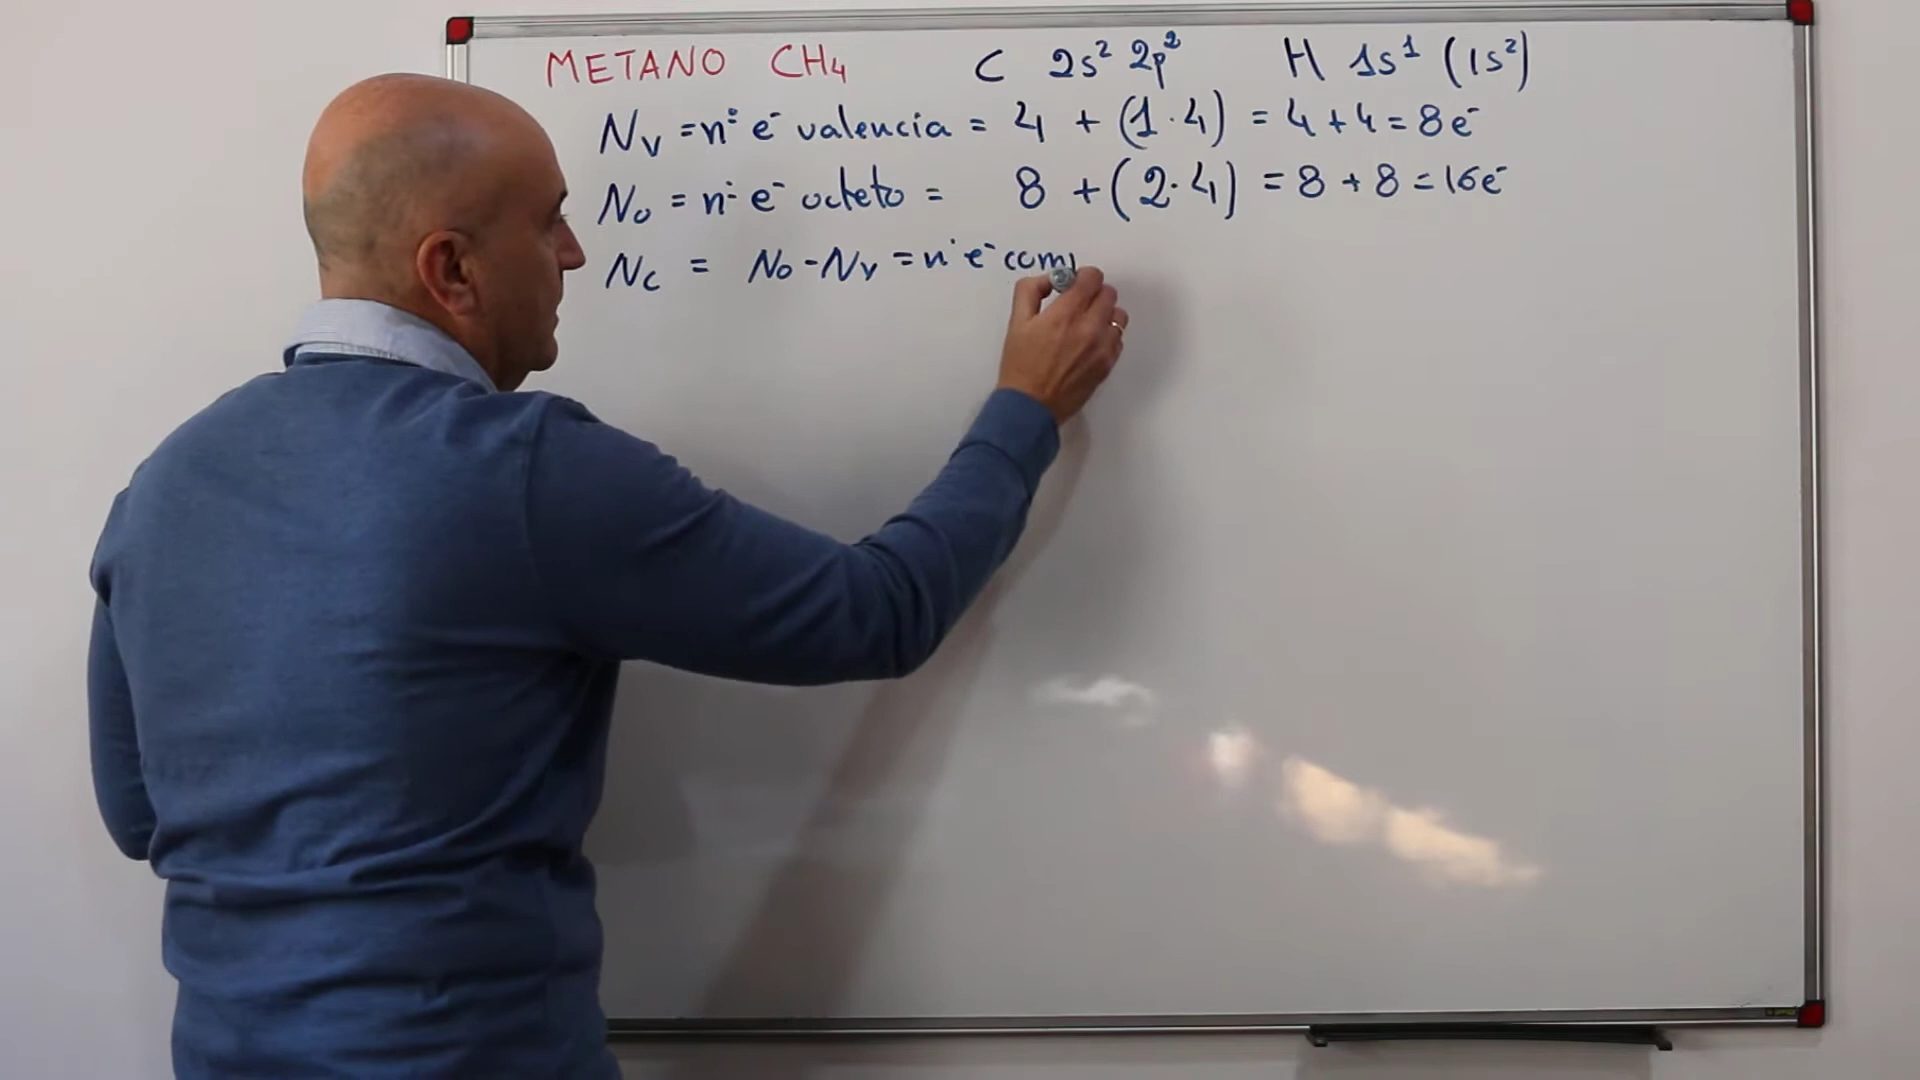 METANO CH₄ C 2s² 2p² H 1s¹ (1s²)
Nv = nº e⁻ valencia = 4 + (1·4) = 4+4 = 8e⁻
No = nº e⁻ octeto = 8 + (2·4) = 8+8 = 16e⁻
Nc = No - Nv = nº e⁻ com